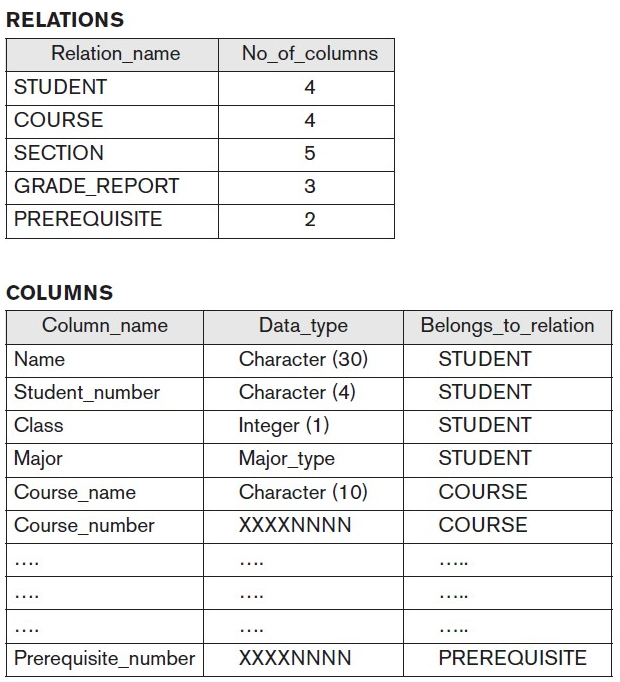 RELATIONS
Relation_name No_of_columns
STUDENT 4
COURSE 4
SECTION 5
GRADE_REPORT 3
PREREQUISITE 2
COLUMNS
Column_name Data_type Belongs_to_relation
Name Character (30) STUDENT
Student_number Character (4) STUDENT
Class Integer (1) STUDENT
Major Major_type STUDENT
Course_name Character (10) COURSE
Course_number XXXXNNNN COURSE
…. …. …..
…. …. …..
…. …. …..
Prerequisite_number XXXXNNNN PREREQUISITE